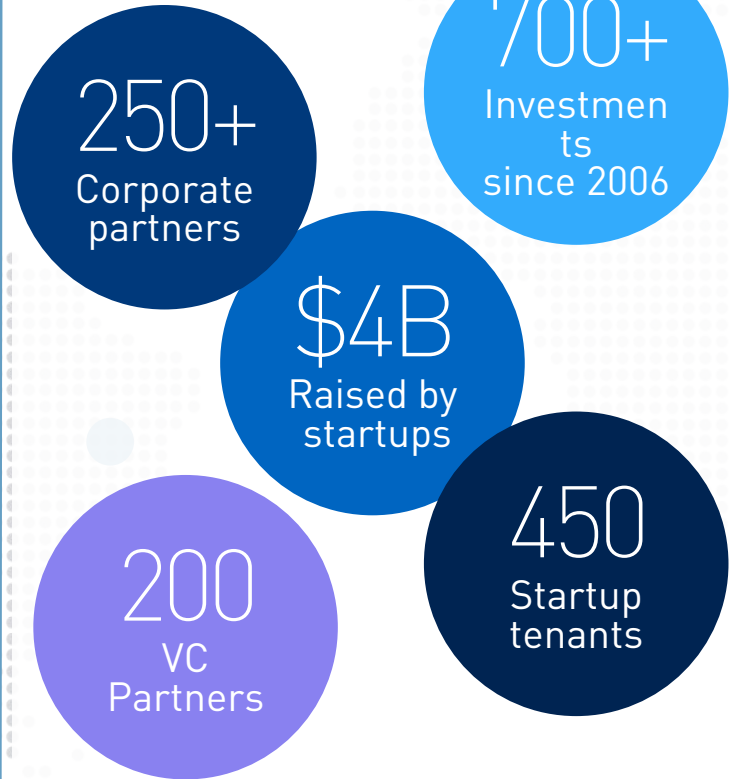 250+
Corporate
partners
700+
Investmen
ts
since 2006
$4B
Raised by
startups
450
Startup
tenants
200
VC
Partners